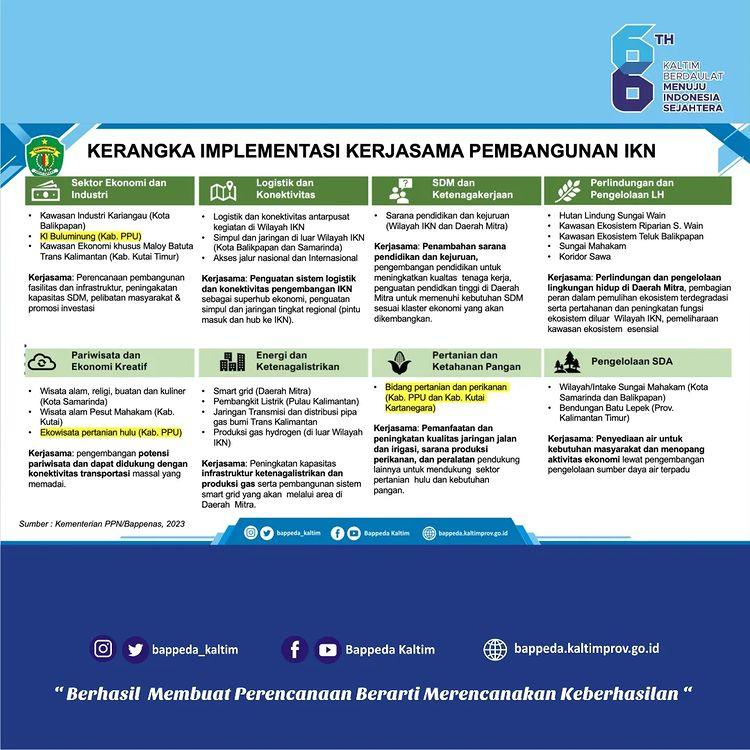 TH
KALTIM
BERDAULAT
MENUJU
INDONESIA
SEJAHTERA
KERANGKA IMPLEMENTASI KERJASAMA PEMBANGUNAN IKN
Sektor Ekonomi dan
Industri
• Kawasan Industri Kariangau (Kota
Balikpapan)
• KI Buluminung (Kab. PPU)
• Kawasan Ekonomi khusus Maloy Batuta
Trans Kalimantan (Kab. Kutai Timur)
Kerjasama: Perencanaan pembangunan
fasilitas dan infrastruktur, peningakatan
kapasitas SDM, pelibatan masyarakat &
promosi investasi
Logistik dan
Konektivitas
• Logistik dan konektivitas antarpusat
kegiatan di Wilayah IKN
• Simpul dan jaringan di luar Wilayah IKN
(Kota Balikpapan dan Samarinda)
• Akses jalur nasional dan Internasional
Kerjasama: Penguatan sistem logistik
dan konektivitas pengembangan IKN
sebagai superhub ekonomi, penguatan
simpul dan jaringan tingkat regional (pintu
masuk dan hub ke IKN).
SDM dan
Ketenagakerjaan
• Sarana pendidikan dan kejuruan
(Wilayah IKN dan Daerah Mitra)
Kerjasama: Penambahan sarana
pendidikan dan kejuruan,
pengembangan pendidikan untuk
meningkatkan kualitas tenaga kerja,
penguatan pendidkan tinggi di Daerah
Mitra untuk memenuhi kebutuhan SDM
sesuai klaster ekonomi yang akan
dikembangkan.
Perlindungan dan
Pengelolaan LH
• Hutan Lindung Sungai Wain
• Kawasan Ekosistem Riparian S. Wain
• Kawasan Ekosistem Teluk Balikpapan
• Sungai Mahakam
• Koridor Sawa
Kerjasama: Perlindungan dan pengelolaan
lingkungan hidup di Daerah Mitra, pembagian
peran dalam pemulihan ekosistem terdegradasi
serta pertahanan dan peningkatan fungsi
ekosistem diluar Wilayah IKN, pemeliharaan
kawasan ekosistem esensial
Pariwisata dan
Ekonomi Kreatif
• Wisata alam, religi, buatan dan kuliner
(Kota Samarinda)
• Wisata alam Pesut Mahakam (Kab.
Kutai)
• Ekowisata pertanian hulu (Kab. PPU)
Kerjasama: pengembangan potensi
pariwisata dan dapat didukung dengan
konektivitas transportasi massal yang
memadai.
Energi dan
Ketenagalistrikan
• Smart grid (Daerah Mitra)
• Pembangkit Listrik (Pulau Kalimantan)
• Jaringan Transmisi dan distribusi pipa
gas bumi Trans Kalimantan
• Produksi gas hydrogen (di luar Wilayah
IKN)
Kerjasama: Peningkatan kapasitas
infrastruktur ketenagalistrikan dan
produksi gas serta pembangunan sistem
smart grid yang akan melalui area di
Daerah Mitra.
Pertanian dan
Ketahanan Pangan
• Bidang pertanian dan perikanan
(Kab. PPU dan Kab. Kutai
Kartanegara)
Kerjasama: Pemanfaatan dan
peningkatan kualitas jaringan jalan
dan irigasi, sarana produksi
perikanan, dan peralatan pendukung
lainnya untuk mendukung sektor
pertanian hulu dan kebutuhan
pangan.
Pengelolaan SDA
• Wilayah/Intake Sungai Mahakam (Kota
Samarinda dan Balikpapan)
• Bendungan Batu Lepek (Prov.
Kalimantan Timur)
Kerjasama: Penyediaan air untuk
kebutuhan masyarakat dan menopang
aktivitas ekonomi lewat pengembangan
pengelolaan sumber daya air terpadu
Sumber : Kementerian PPN/Bappenas, 2023
bappeda_kaltim Bappeda Kaltim bappeda.kaltimprov.go.id
bappeda_kaltim Bappeda Kaltim bappeda.kaltimprov.go.id
“ Berhasil Membuat Perencanaan Berarti Merencanakan Keberhasilan “